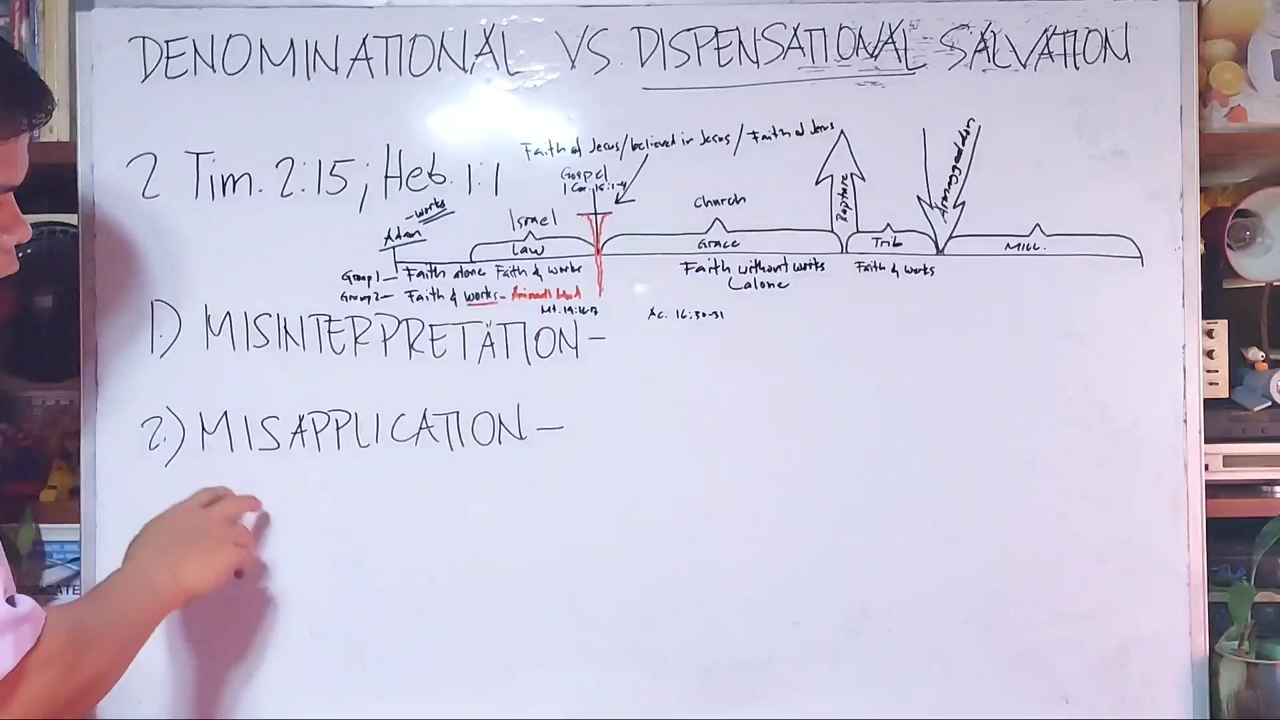 DENOMINATIONAL VS. DISPENSATIONAL SALVATION
2 Tim. 2:15; Heb. 1:1
Faith of Jesus/believed in Jesus/Faith of Jesus
Gospel
1 Cor. 15:1-4
- works
Adam
Israel
Law
Church
Grace
Rapture
Trib
Armaggeddon
Mill.
Group 1 - Faith alone Faith & works
Group 2 - Faith & works - Animals blood
Mt. 19:16-17
Faith without works
(alone
Faith & works
Ac. 16:30-31
1.) MISINTERPRETATION -
2.) MISAPPLICATION -